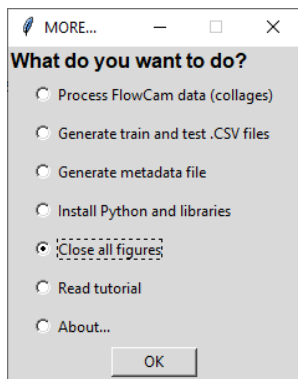 MORE...
What do you want to do?
Process FlowCam data (collages)
Generate train and test .CSV files
Generate metadata file
Install Python and libraries
Close all figures
Read tutorial
About...
OK